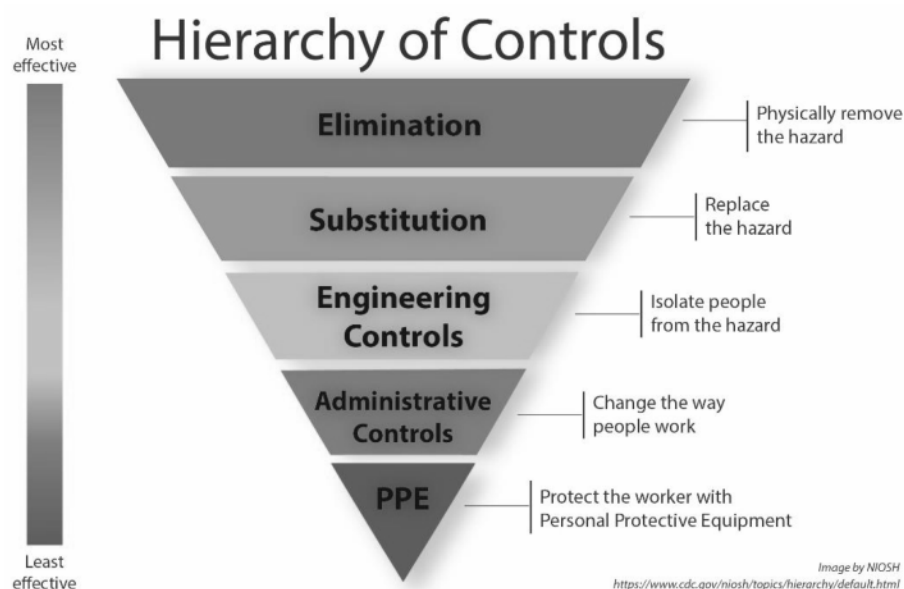 Hierarchy of Controls
Most
effective
Elimination
Physically remove
the hazard
Substitution
Replace
the hazard
Engineering
Controls
Isolate people
from the hazard
Administrative
Controls
Change the way
people work
PPE
Protect the worker with
Personal Protective Equipment
Least
effective
Image by NIOSH
https://www.cdc.gov/niosh/topics/hierarchy/default.html